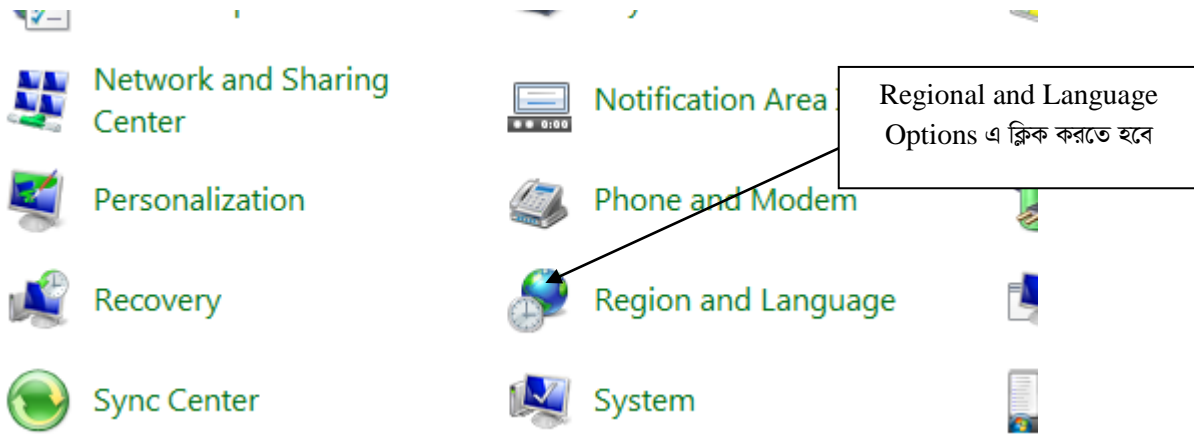 Network and Sharing
Center
Notification Area
Regional and Language
Options এ ক্লিক করতে হবে
Personalization
Phone and Modem
Recovery
Region and Language
Sync Center
System